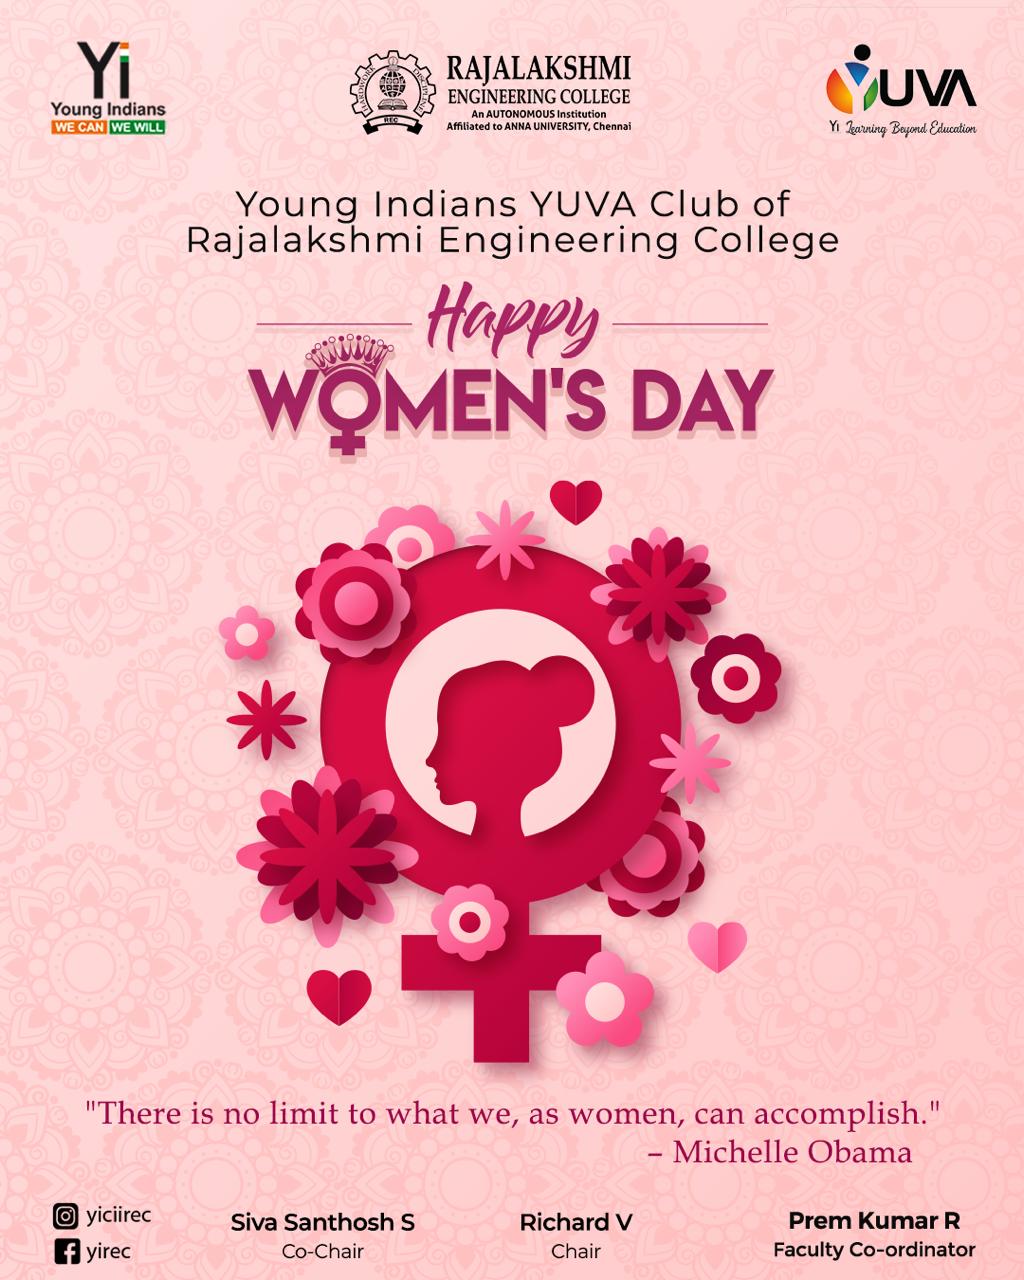 Yi
Young Indians
WE CAN WE WILL
HARDWORK DISCIPLINE
REC
RAJALAKSHMI
ENGINEERING COLLEGE
An AUTONOMOUS Institution
Affiliated to ANNA UNIVERSITY, Chennai
YUVA
Yi Learning Beyond Education
Young Indians YUVA Club of
Rajalakshmi Engineering College
Happy
WOMEN'S DAY
"There is no limit to what we, as women, can accomplish."
– Michelle Obama
yiciirec
yirec
Siva Santhosh S
Co-Chair
Richard V
Chair
Prem Kumar R
Faculty Co-ordinator